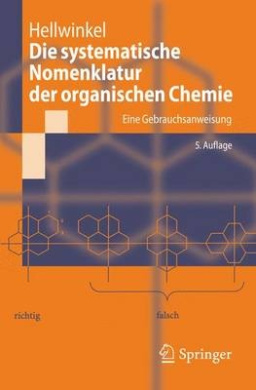 Hellwinkel
Die systematische
Nomenklatur
der organischen Chemie
Eine Gebrauchsanweisung
5. Auflage
richtig
falsch
Springer